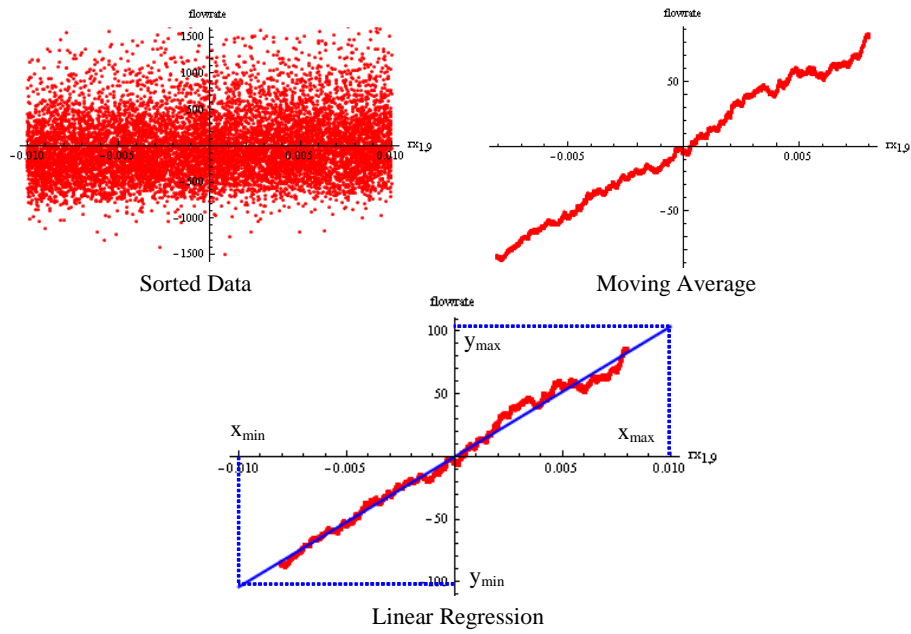 flowrate
1500
1000
500
-0.010
-0.005
0.005
0.010
rx1,9
-500
-1000
-1500
Sorted Data
flowrate
50
-0.005
0.005
rx1,9
-50
Moving Average
flowrate
100
ymax
50
xmin
xmax
-0.010
-0.005
0.005
0.010
rx1,9
-50
-100
ymin
Linear Regression